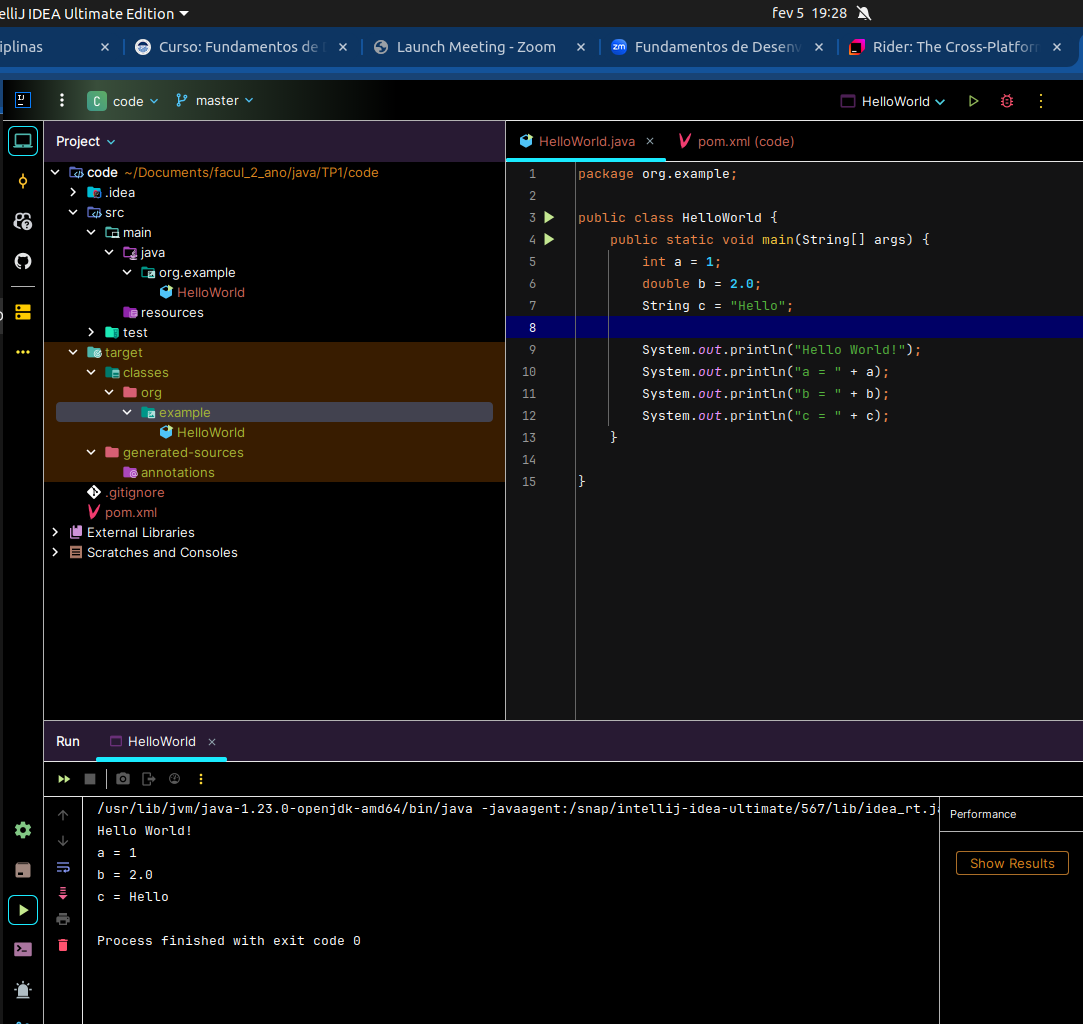 elliJ IDEA Ultimate Edition
fev 5 19:28
iplinas
Curso: Fundamentos de
Launch Meeting - Zoom
zm Fundamentos de Desenv
Rider: The Cross-Platfor
IJ
C code
master
HelloWorld
Project
HelloWorld.java
pom.xml (code)
code ~/Documents/facul_2_ano/java/TP1/code
.idea
src
main
java
org.example
HelloWorld
resources
test
target
classes
org
example
HelloWorld
generated-sources
annotations
.gitignore
pom.xml
External Libraries
Scratches and Consoles
1 package org.example;
2
3 public class HelloWorld {
4 public static void main(String[] args) {
5 int a = 1;
6 double b = 2.0;
7 String c = "Hello";
8
9 System.out.println("Hello World!");
10 System.out.println("a = " + a);
11 System.out.println("b = " + b);
12 System.out.println("c = " + c);
13 }
14
15 }
Run
HelloWorld
/usr/lib/jvm/java-1.23.0-openjdk-amd64/bin/java -javaagent:/snap/intellij-idea-ultimate/567/lib/idea_rt.ja
Hello World!
a = 1
b = 2.0
c = Hello
Process finished with exit code 0
Performance
Show Results